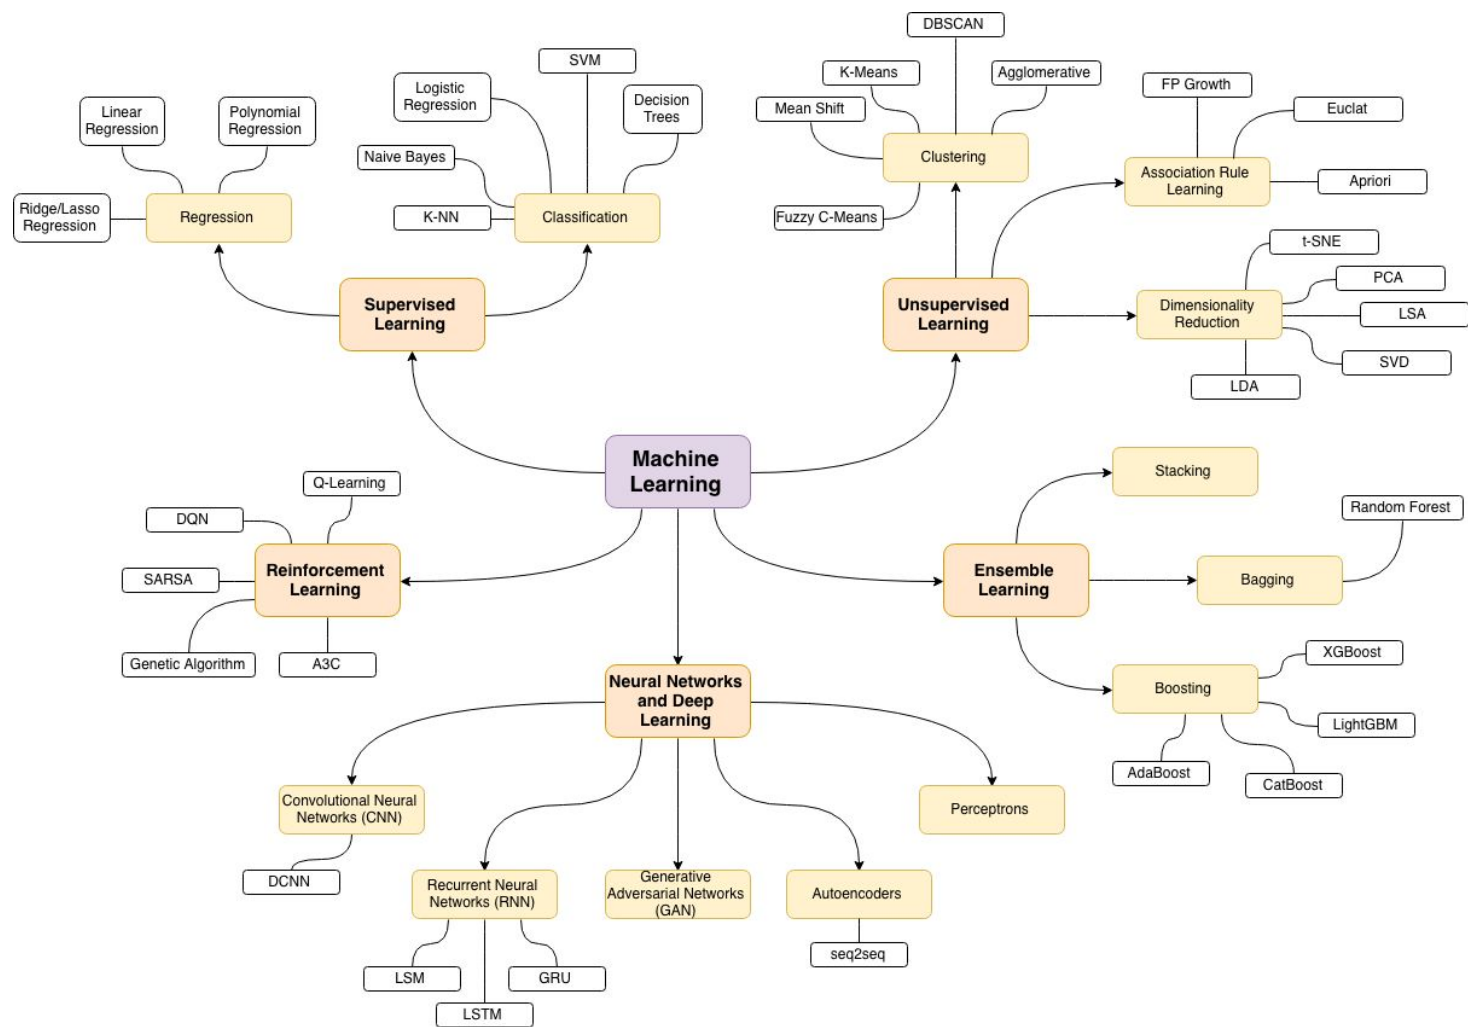 DBSCAN
SVM
K-Means
Agglomerative
Logistic
Regression
FP Growth
Linear
Regression
Polynomial
Regression
Decision
Trees
Mean Shift
Euclat
Naive Bayes
Clustering
Association Rule
Learning
Apriori
Ridge/Lasso
Regression
Regression
K-NN
Classification
Fuzzy C-Means
t-SNE
PCA
Supervised
Learning
Unsupervised
Learning
Dimensionality
Reduction
LSA
SVD
LDA
Machine
Learning
Stacking
Q-Learning
Random Forest
DQN
Reinforcement
Learning
SARSA
Ensemble
Learning
Bagging
Genetic Algorithm
A3C
XGBoost
Neural Networks
and Deep
Learning
Boosting
LightGBM
AdaBoost
CatBoost
Convolutional Neural
Networks (CNN)
Perceptrons
DCNN
Recurrent Neural
Networks (RNN)
Generative
Adversarial Networks
(GAN)
Autoencoders
seq2seq
LSM
GRU
LSTM